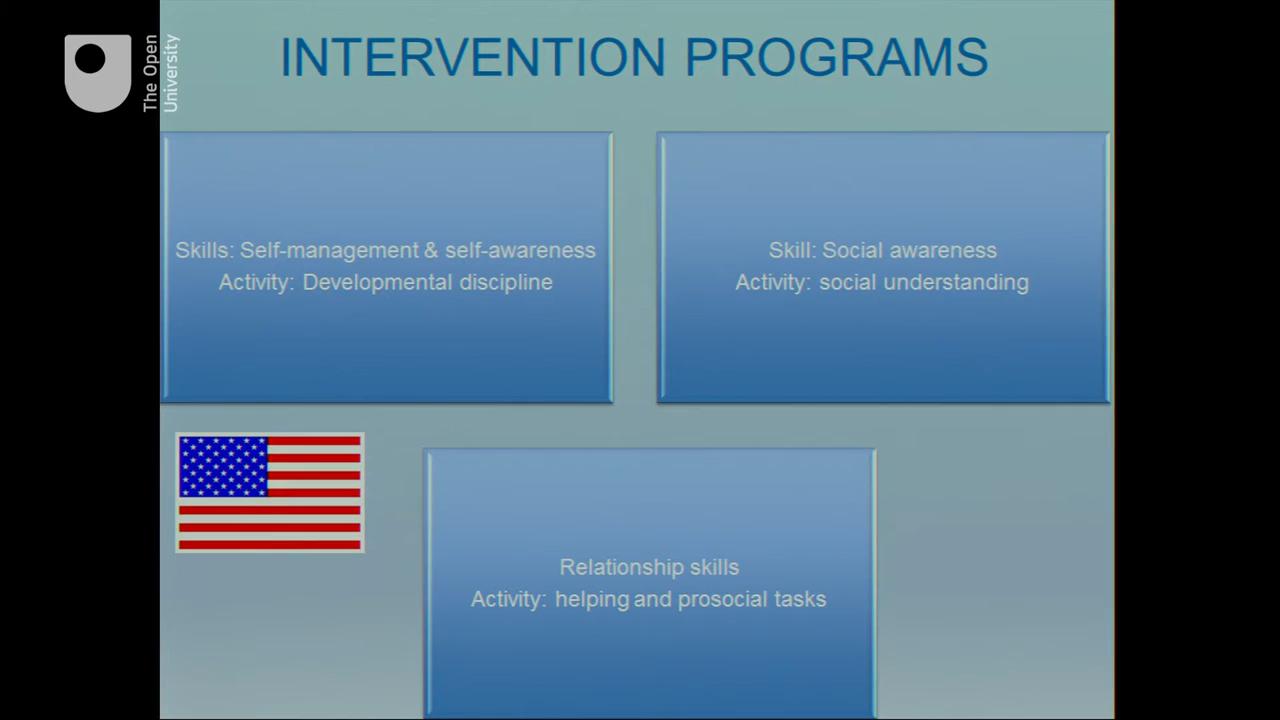 The Open
University
INTERVENTION PROGRAMS
Skills: Self-management & self-awareness
Activity: Developmental discipline
Skill: Social awareness
Activity: social understanding
Relationship skills
Activity: helping and prosocial tasks